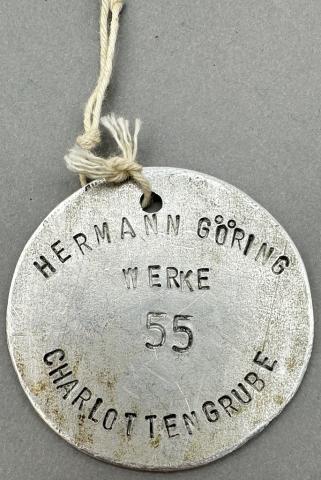 HERMANN GÖRING
WERKE
55
CHARLOTTENGRUBE